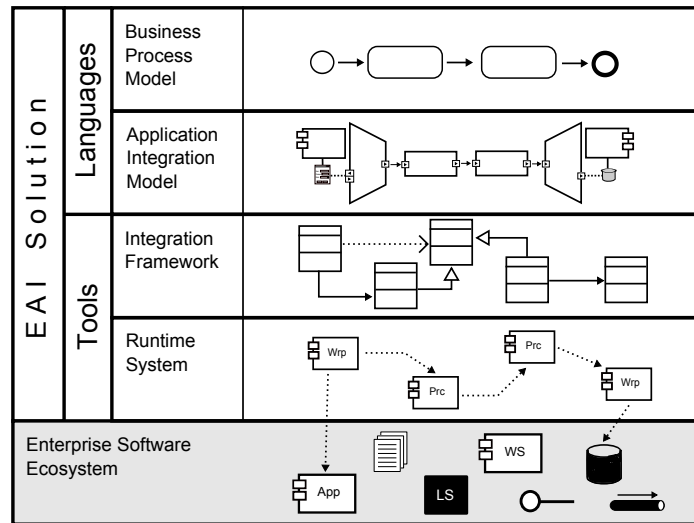 EAI Solution
Languages
Business
Process
Model
Application
Integration
Model
Tools
Integration
Framework
Runtime
System
Wrp
Prc
Prc
Wrp
Enterprise Software
Ecosystem
App
LS
WS